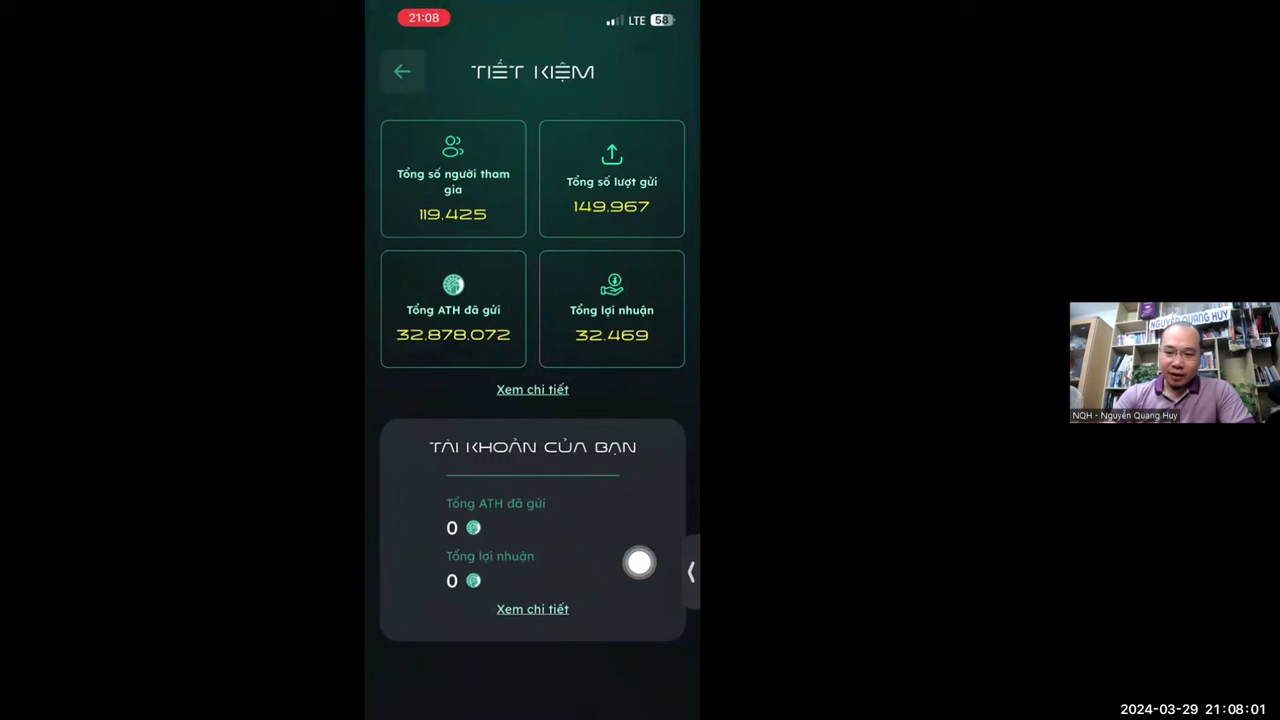 21:08
LTE 58
TIẾT KIỆM
Tổng số người tham
gia
119.425
Tổng số lượt gửi
149.967
Tổng ATH đã gửi
32.878.072
Tổng lợi nhuận
32.469
Xem chi tiết
TÀI KHOẢN CỦA BẠN
Tổng ATH đã gửi
0
Tổng lợi nhuận
0
Xem chi tiết
NGUYỄN QUANG HUY
NQH - Nguyễn Quang Huy
2024-03-29 21:08:01